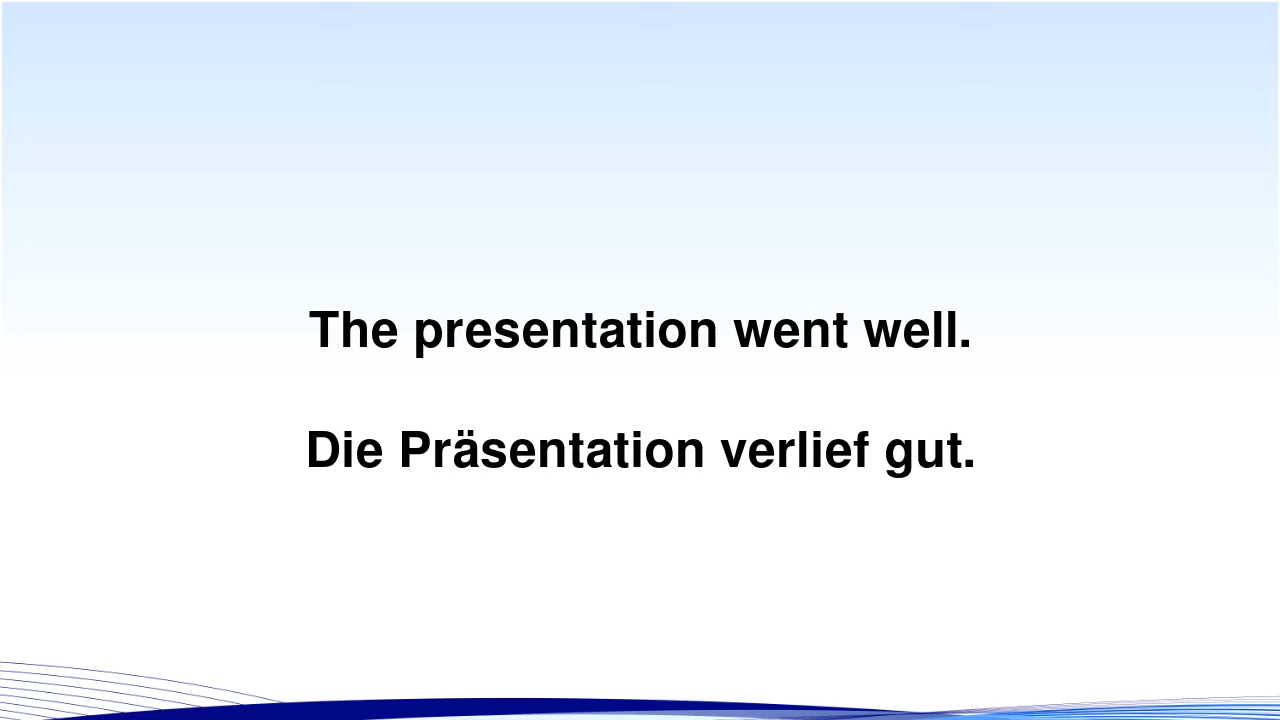 The presentation went well.
Die Präsentation verlief gut.